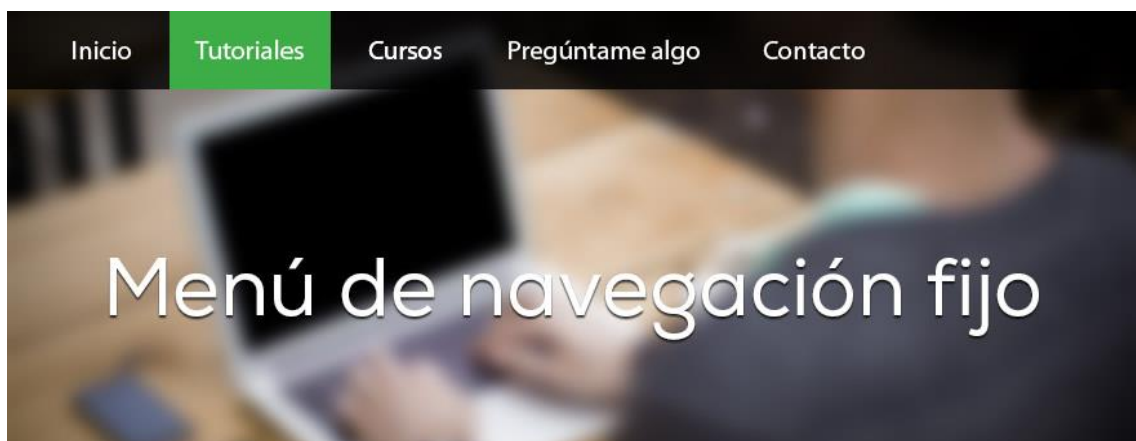 Inicio Tutoriales Cursos Pregúntame algo Contacto
Menú de navegación fijo